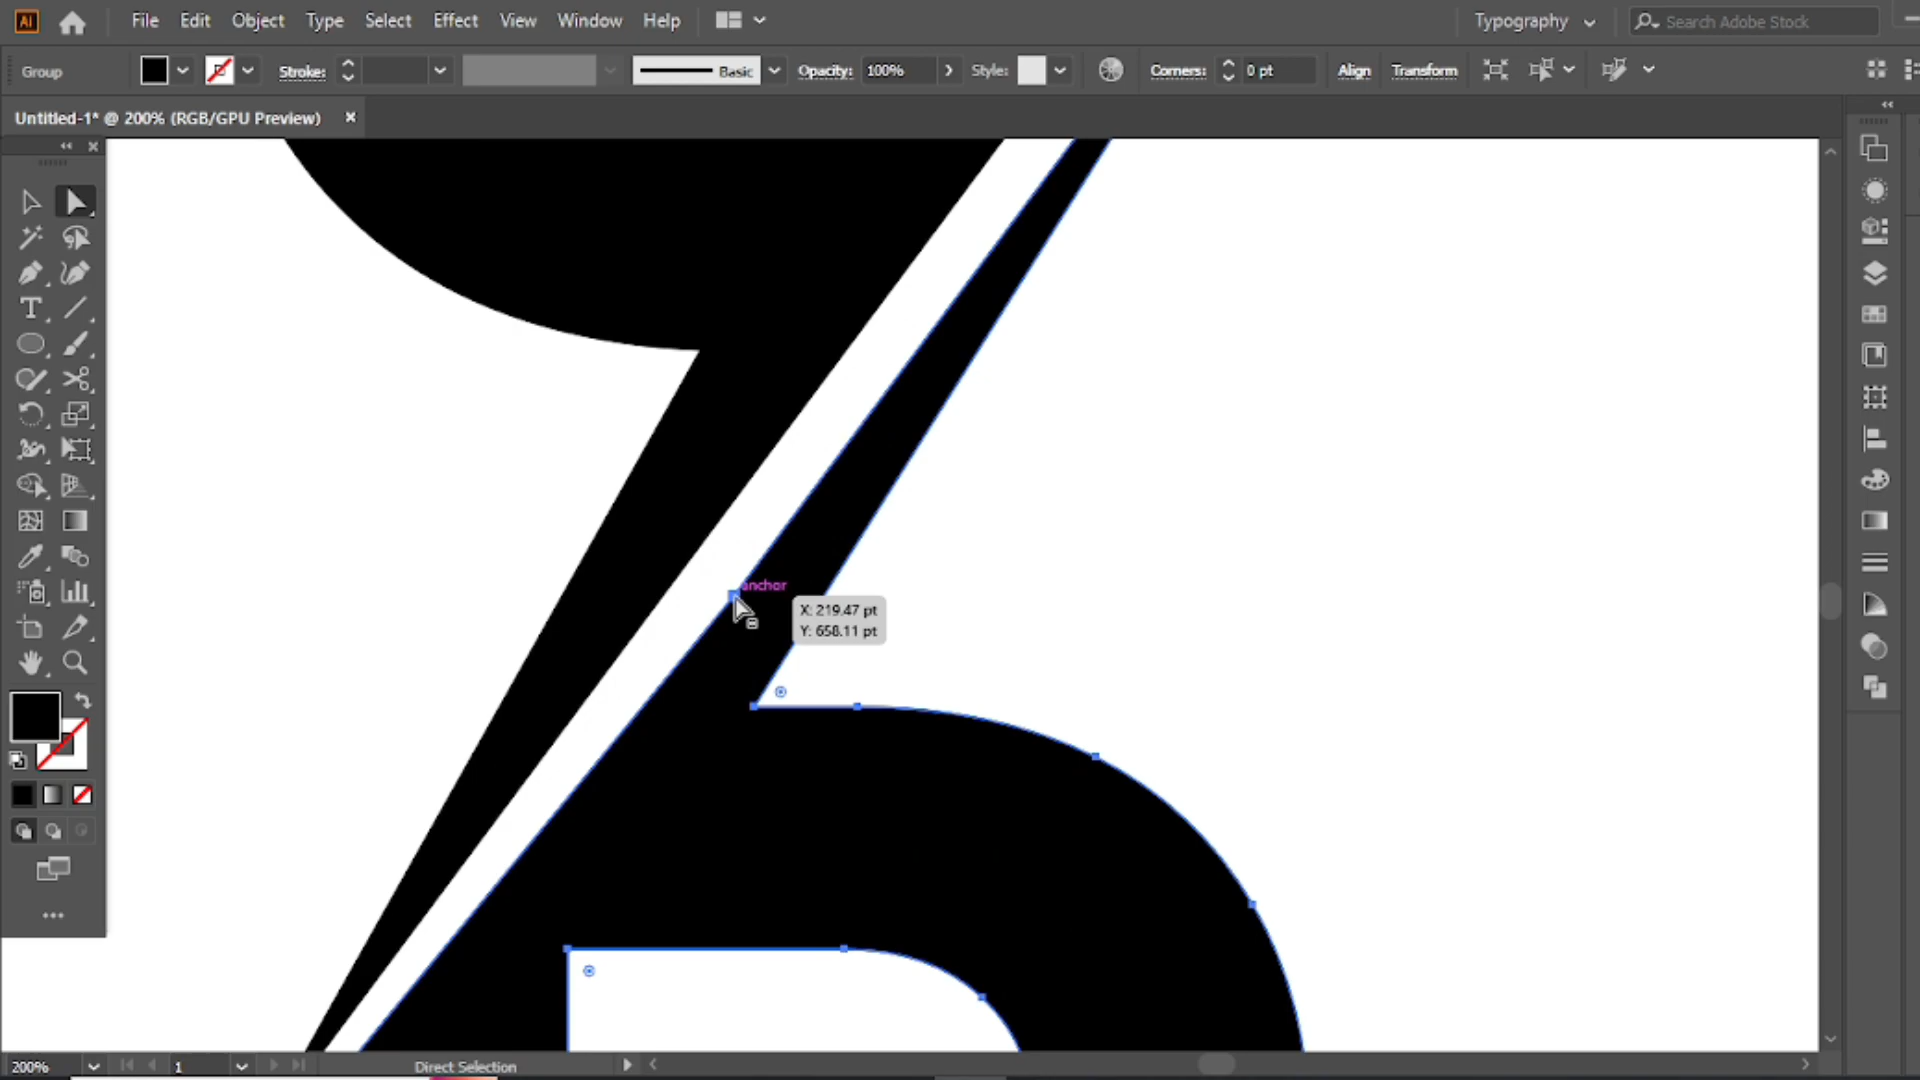 Ai File Edit Object Type Select Effect View Window Help Typography Search Adobe Stock
Group Stroke: Basic Opacity: 100% Style: Corners: 0 pt Align Transform
Untitled-1* @ 200% (RGB/GPU Preview)
anchor
X: 219.47 pt
Y: 658.11 pt
200% 1 Direct Selection